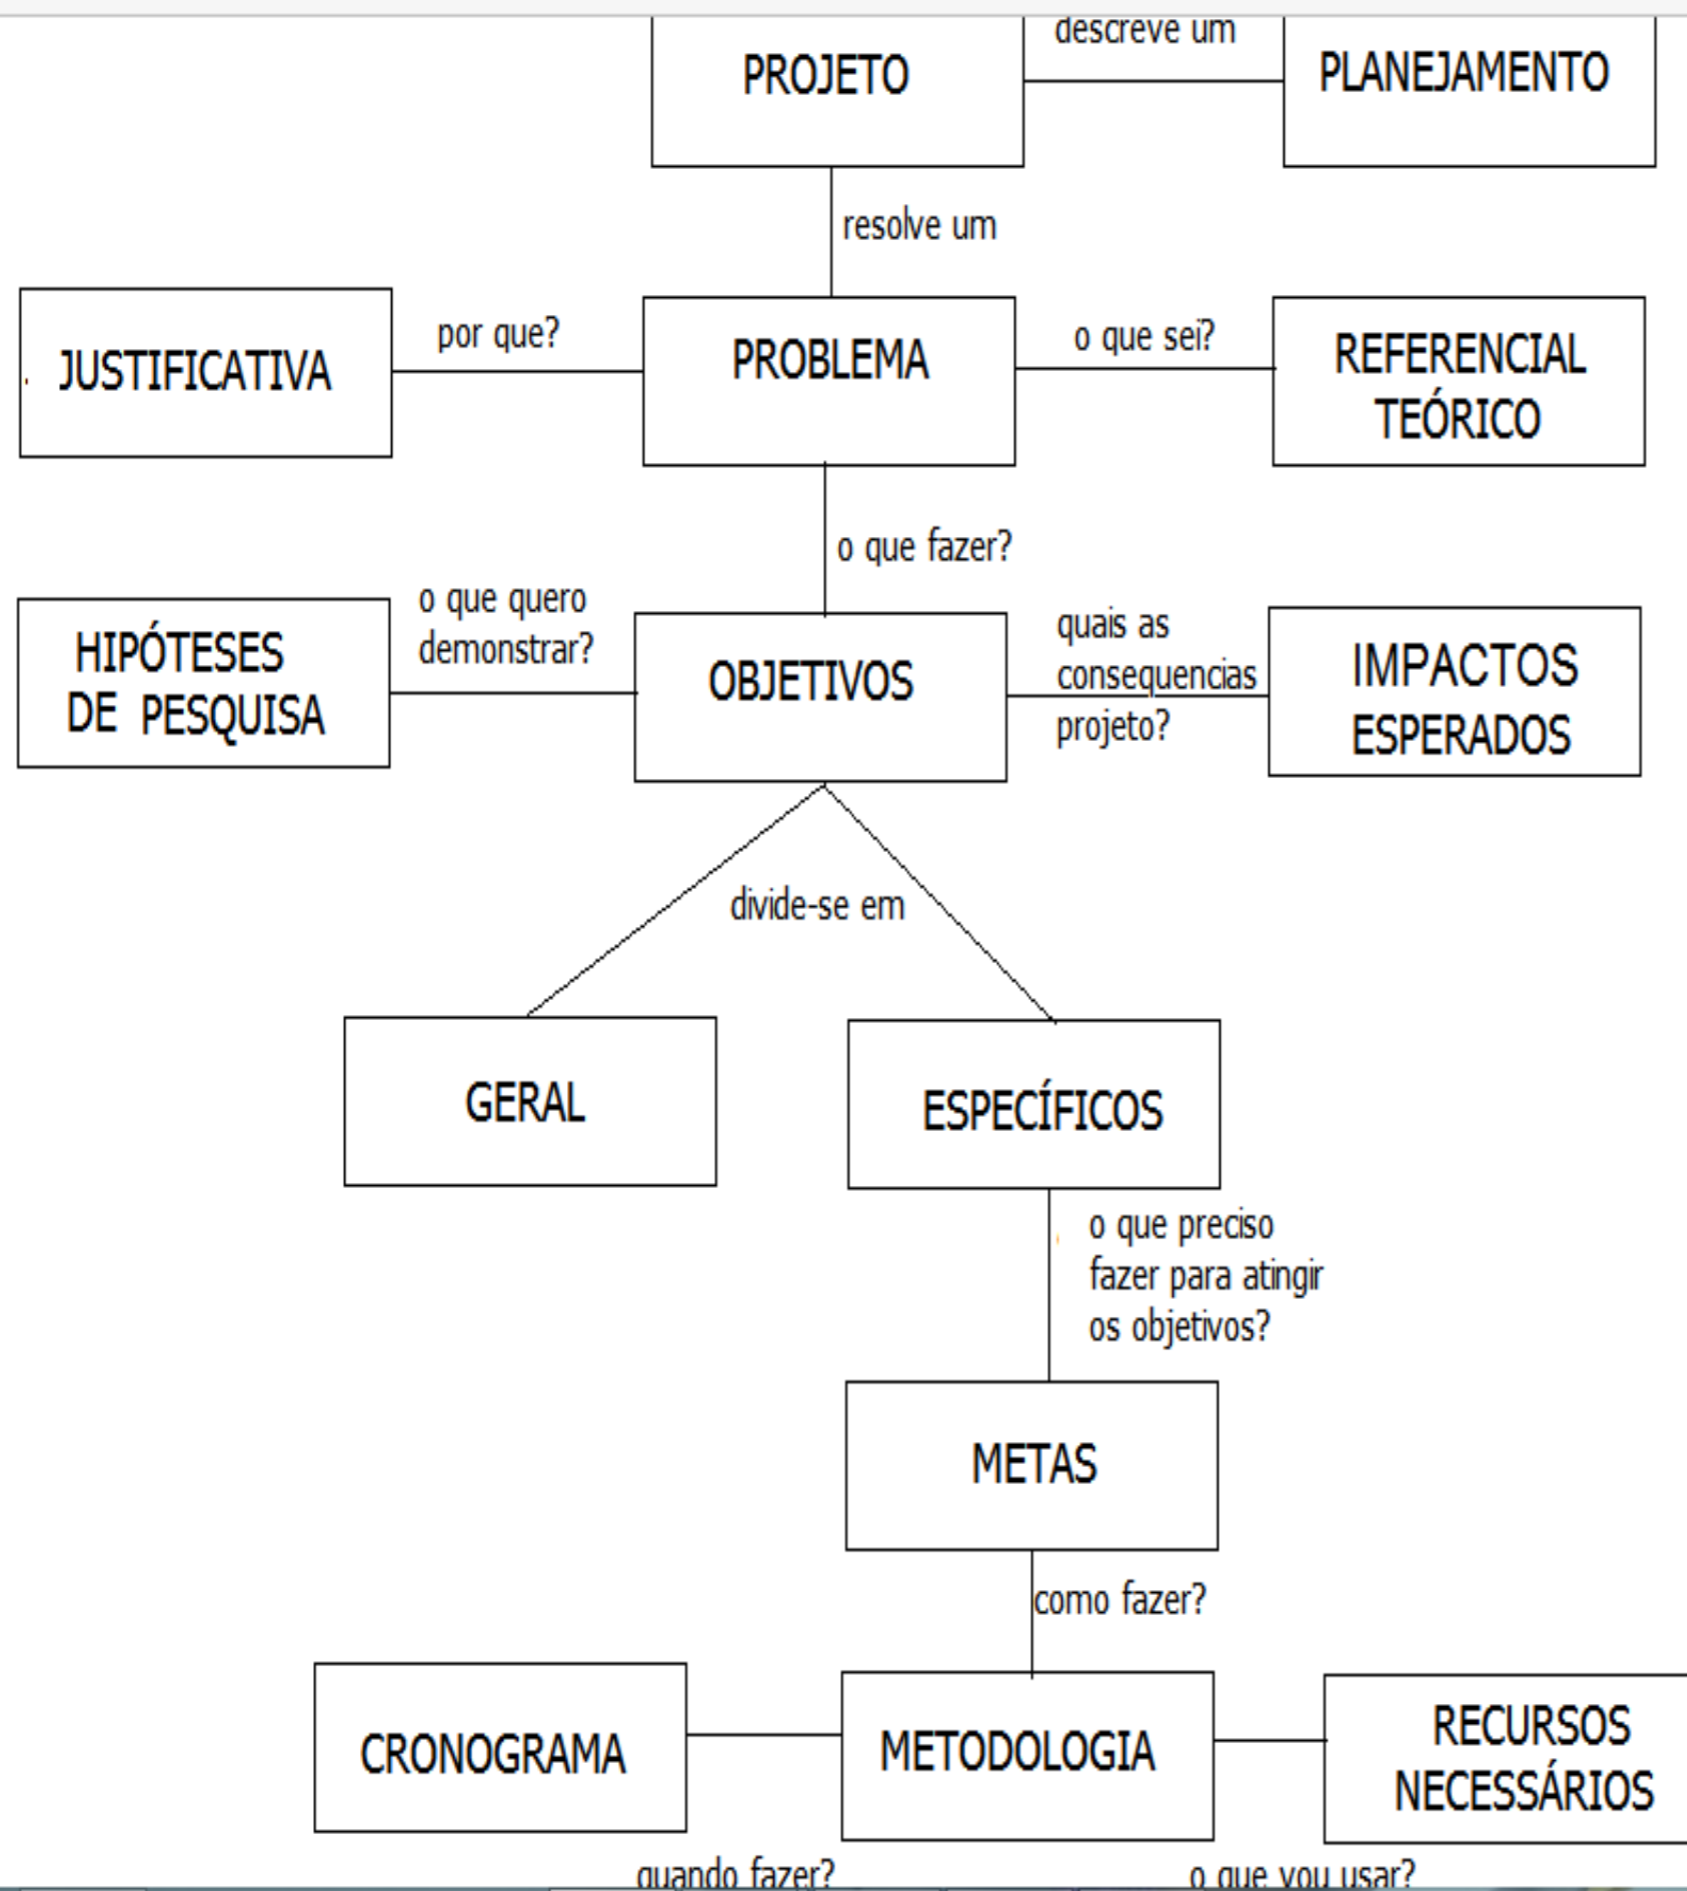 descreve um
PROJETO
PLANEJAMENTO
resolve um
por que?
o que sei?
JUSTIFICATIVA
PROBLEMA
REFERENCIAL
TEÓRICO
o que fazer?
o que quero
demonstrar?
quais as
consequencias
projeto?
HIPÓTESES
DE PESQUISA
OBJETIVOS
IMPACTOS
ESPERADOS
divide-se em
GERAL
ESPECÍFICOS
o que preciso
fazer para atingir
os objetivos?
METAS
como fazer?
CRONOGRAMA
METODOLOGIA
RECURSOS
NECESSÁRIOS
quando fazer?
o que vou usar?